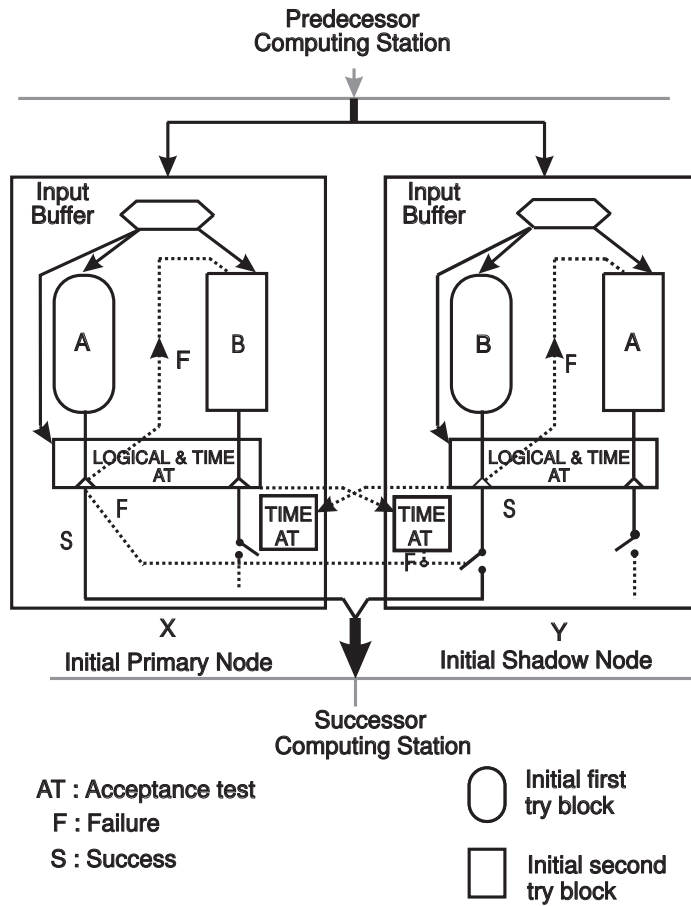 Predecessor
Computing Station
Input
Buffer
A
F
B
LOGICAL & TIME
AT
F
S
TIME
AT
X
Initial Primary Node
Input
Buffer
B
F
A
LOGICAL & TIME
AT
S
TIME
AT
F
Y
Initial Shadow Node
Successor
Computing Station
AT : Acceptance test
F : Failure
S : Success
Initial first
try block
Initial second
try block